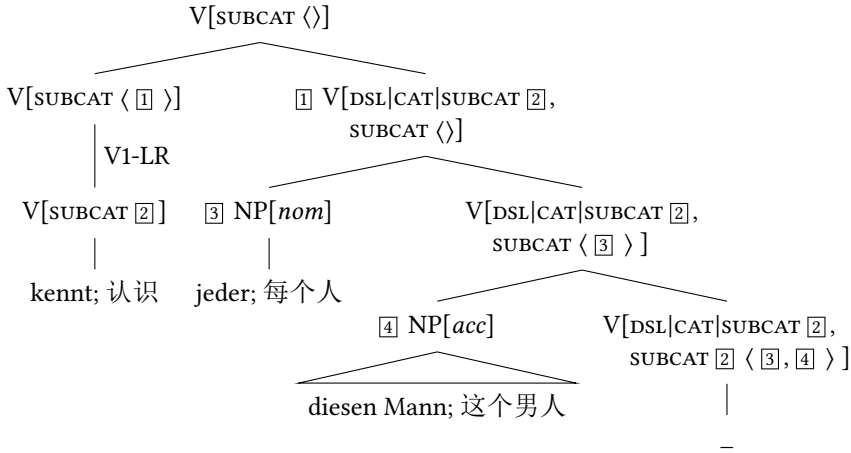 V[SUBCAT ⟨⟩]
V[SUBCAT ⟨ 1 ⟩]
1 V[DSL|CAT|SUBCAT 2,
SUBCAT ⟨⟩]
V1-LR
V[SUBCAT 2]
3 NP[nom]
V[DSL|CAT|SUBCAT 2,
SUBCAT ⟨ 3 ⟩]
kennt; 认识
jeder; 每个人
4 NP[acc]
V[DSL|CAT|SUBCAT 2,
SUBCAT 2 ⟨ 3, 4 ⟩]
diesen Mann; 这个男人
–